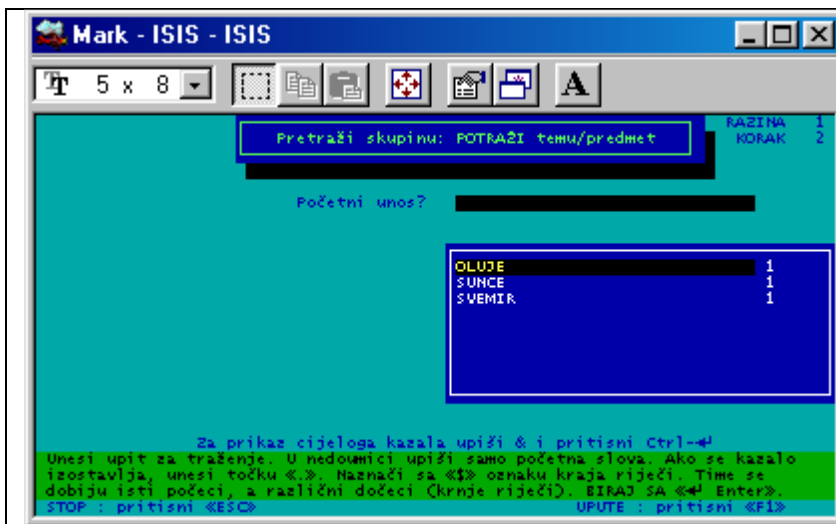 Mark - ISIS - ISIS
Tr 5 x 8 A
RAZINA 1
Pretraži skupinu: POTRAŽI temu/predmet
KORAK 2
Početni unos?
OLUJE 1
SUNCE 1
SVEMIR 1
Za prikaz cijeloga kazala upiši & i pritisni Ctrl-↵
Unesi upit za traženje. U nedoumici upiši samo početna slova. Ako se kazalo
izostavlja, unesi točku «.». Naznači sa «$» oznaku kraja riječi. Time se
dobiju isti počeci, a različni dočeci (krnje riječi). BIRAJ SA «↵ Enter».
STOP : pritisni «ESC» UPUTE : pritisni «F1»